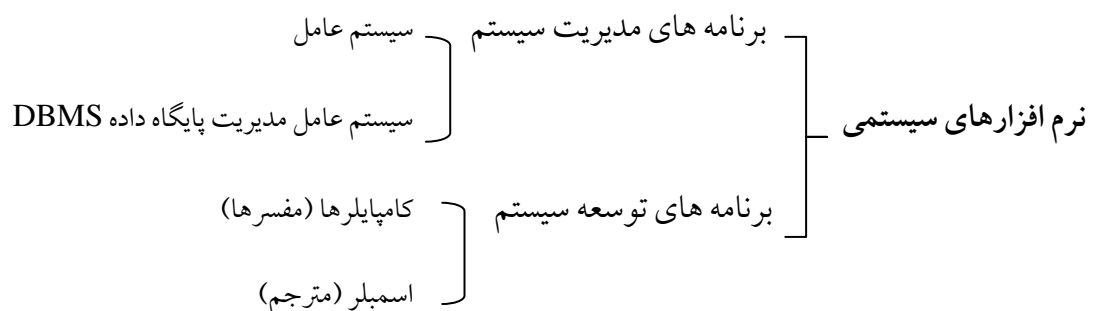 برنامه های مدیریت سیستم سیستم عامل
نرم افزارهای سیستمی سیستم عامل مدیریت پایگاه داده DBMS
برنامه های توسعه سیستم کامپایلرها (مفسرها)
اسمبلر (مترجم)